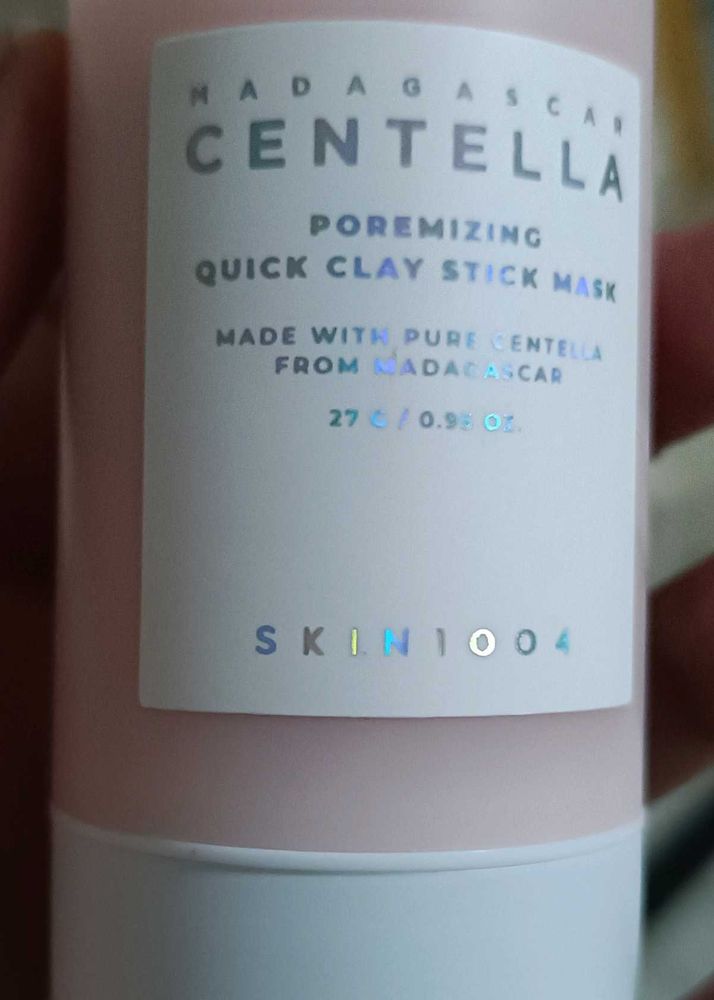 MADAGASCAR
CENTELLA
POREMIZING
QUICK CLAY STICK MASK
MADE WITH PURE CENTELLA
FROM MADAGASCAR
27 G / 0.95 OZ.
SKIN1004